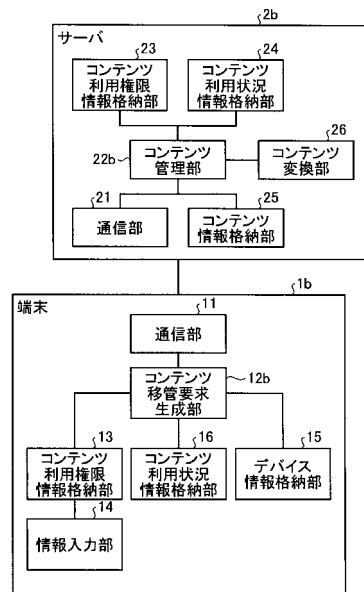 2b
サーバ
23
コンテンツ
利用権限
情報格納部
24
コンテンツ
利用状況
情報格納部
22b
コンテンツ
管理部
26
コンテンツ
変換部
21
通信部
25
コンテンツ
情報格納部
1b
端末
11
通信部
コンテンツ
移管要求
生成部
12b
13
コンテンツ
利用権限
情報格納部
16
コンテンツ
利用状況
情報格納部
15
デバイス
情報格納部
14
情報入力部